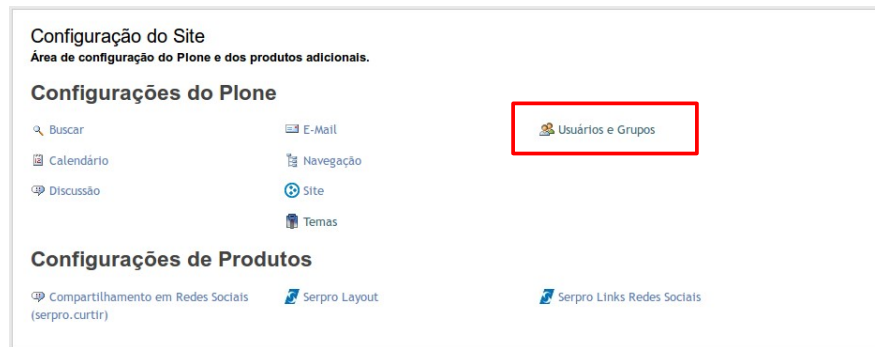 Configuração do Site
Área de configuração do Plone e dos produtos adicionais.
Configurações do Plone
Buscar
E-Mail
Usuários e Grupos
Calendário
Navegação
Discussão
Site
Temas
Configurações de Produtos
Compartilhamento em Redes Sociais
(serpro.curtir)
Serpro Layout
Serpro Links Redes Sociais